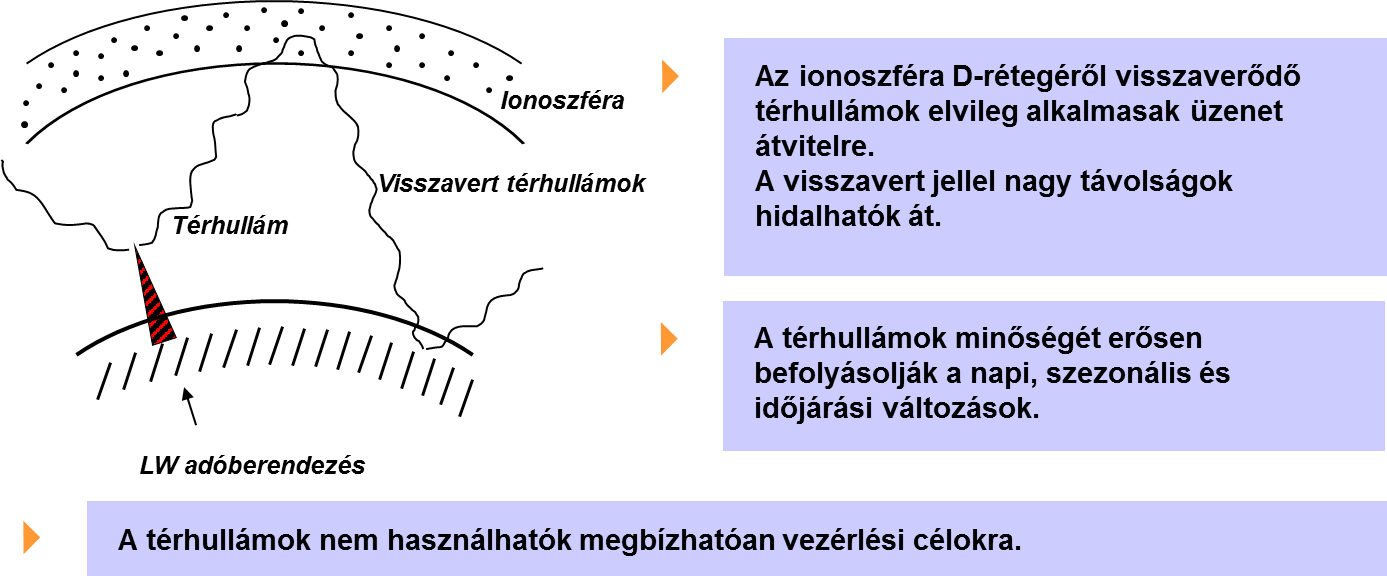 Ionoszféra
Visszavert térhullámok
Térhullám
LW adóberendezés
Az ionoszféra D-rétegéről visszaverődő
térhullámok elvileg alkalmasak üzenet
átvitelre.
A visszavert jellel nagy távolságok
hidalhatók át.
A térhullámok minőségét erősen
befolyásolják a napi, szezonális és
időjárási változások.
A térhullámok nem használhatók megbízhatóan vezérlési célokra.